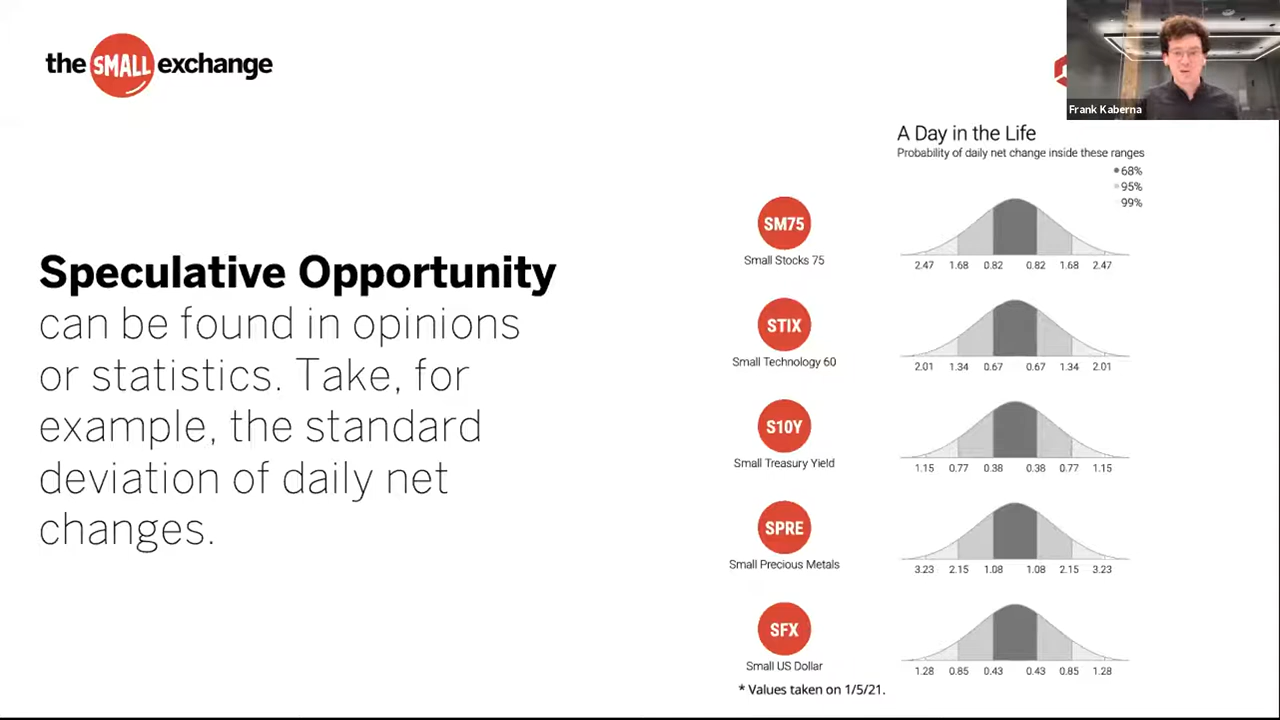 the SMALL exchange
Frank Kaberna
A Day in the Life
Probability of daily net change inside these ranges
68%
95%
99%
Speculative Opportunity
can be found in opinions
or statistics. Take, for
example, the standard
deviation of daily net
changes.
SM75
Small Stocks 75
2.47 1.68 0.82 0.82 1.68 2.47
STIX
Small Technology 60
2.01 1.34 0.67 0.67 1.34 2.01
S10Y
Small Treasury Yield
1.15 0.77 0.38 0.38 0.77 1.15
SPRE
Small Precious Metals
3.23 2.15 1.08 1.08 2.15 3.23
SFX
Small US Dollar
1.28 0.85 0.43 0.43 0.85 1.28
* Values taken on 1/5/21.